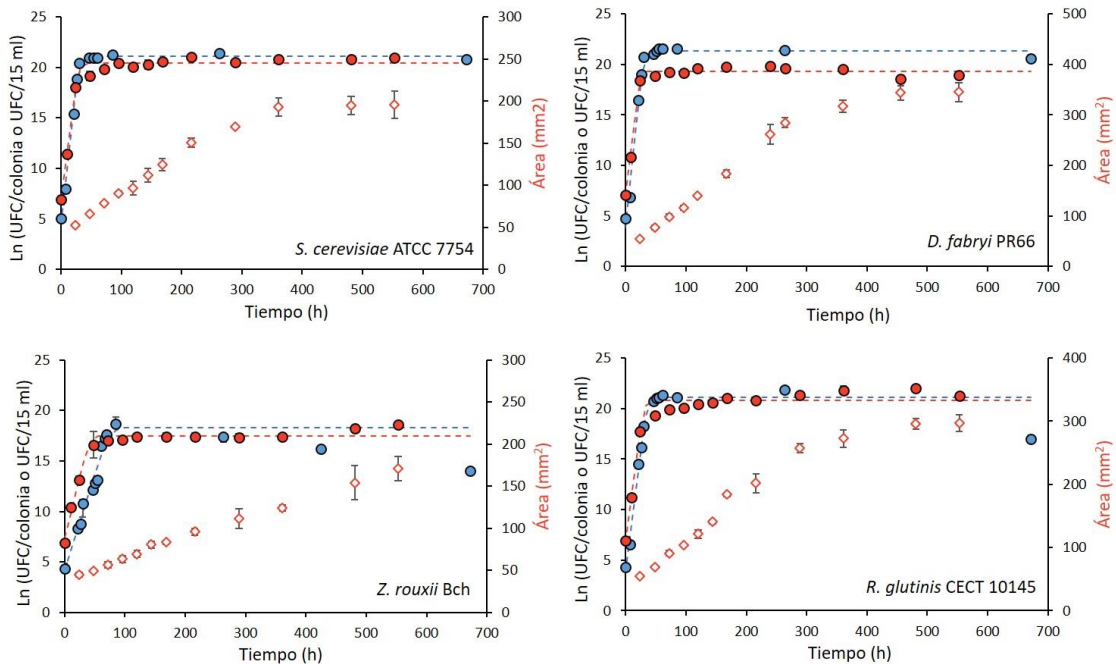 Ln (UFC/colonia o UFC/15 ml)
25
20
15
10
5
0
0 100 200 300 400 500 600 700
Tiempo (h)
300
250
200
150
100
50
0
Área (mm2)
S. cerevisiae ATCC 7754
Ln (UFC/colonia o UFC/15 ml)
25
20
15
10
5
0
0 100 200 300 400 500 600 700
Tiempo (h)
500
400
300
200
100
0
Área (mm²)
D. fabryi PR66
Ln (UFC/colonia o UFC/15 ml)
25
20
15
10
5
0
0 100 200 300 400 500 600 700
Tiempo (h)
300
250
200
150
100
50
0
Área (mm²)
Z. rouxii Bch
Ln (UFC/colonia o UFC/15 ml)
25
20
15
10
5
0
0 100 200 300 400 500 600 700
Tiempo (h)
400
300
200
100
0
Área (mm²)
R. glutinis CECT 10145